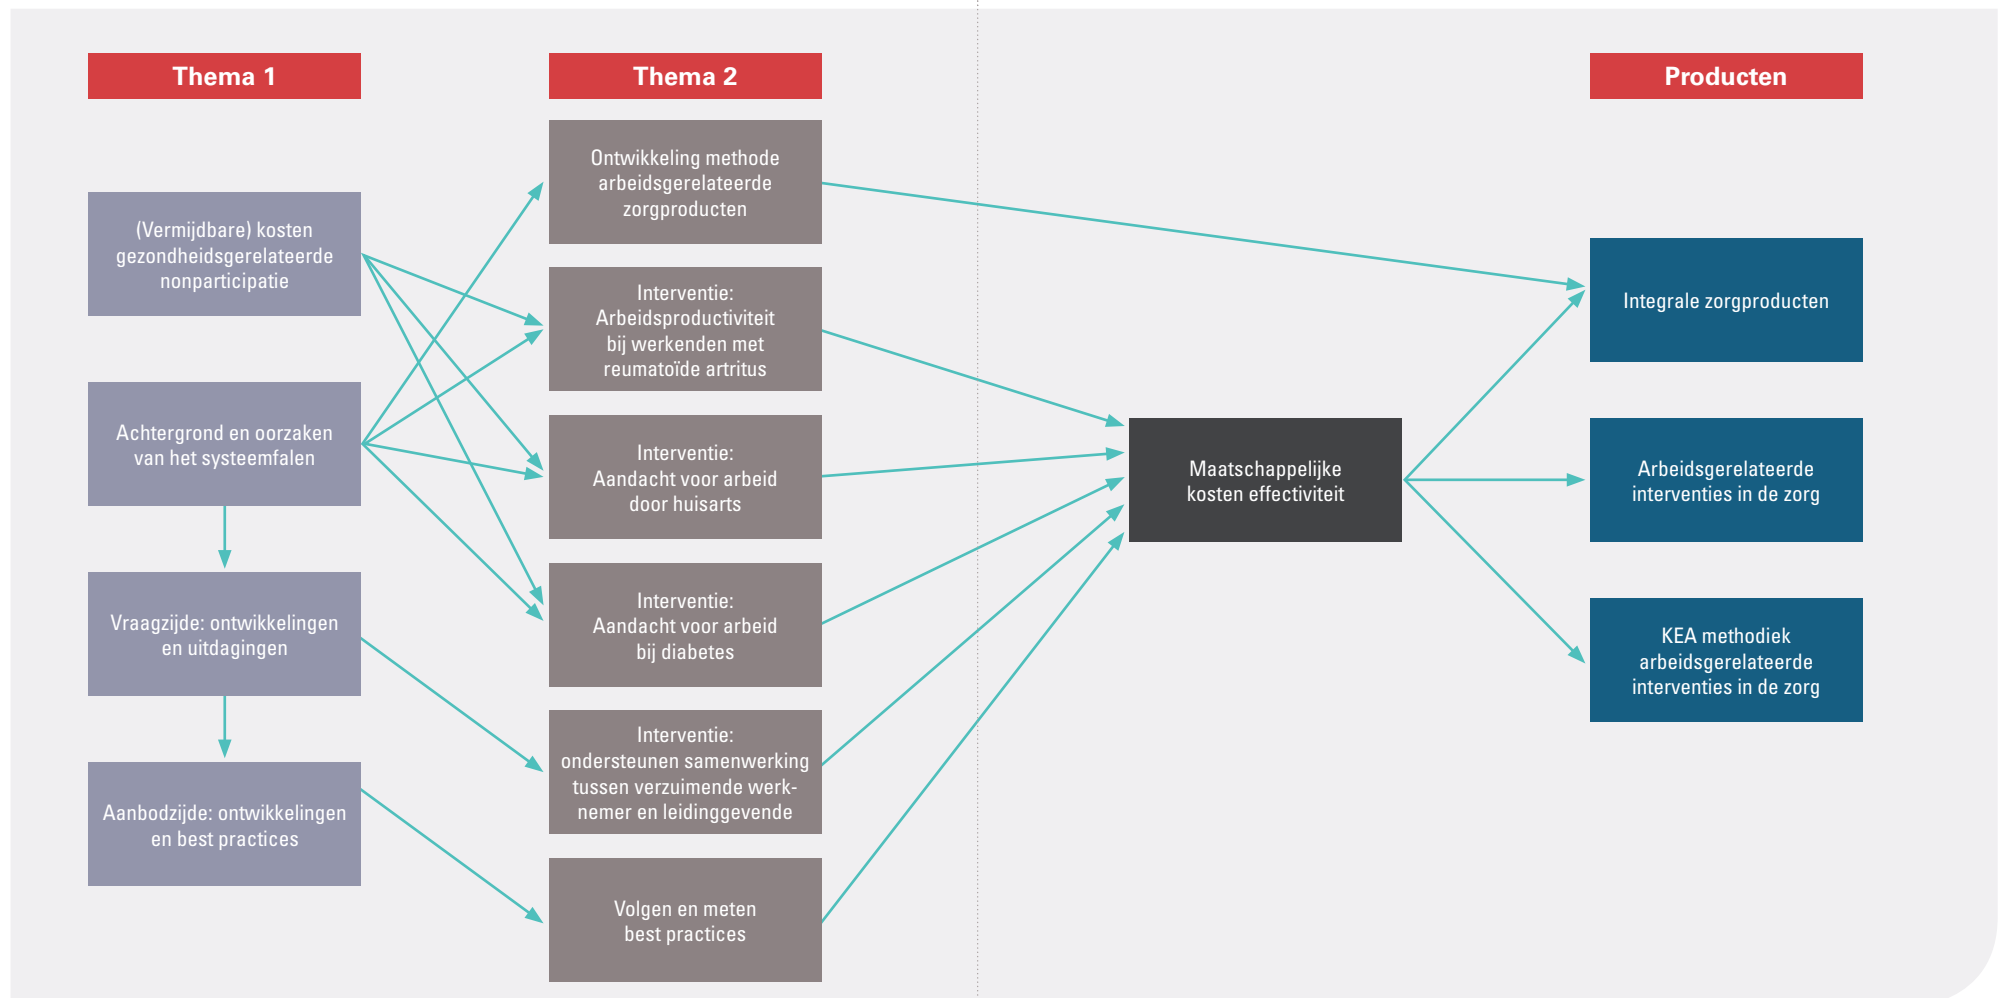 Thema 1
(Vermijdbare) kosten
gezondheidsgerelateerde
nonparticipatie
Achtergrond en oorzaken
van het systeemfalen
Vraagzijde: ontwikkelingen
en uitdagingen
Aanbodzijde: ontwikkelingen
en best practices
Thema 2
Ontwikkeling methode
arbeidsgerelateerde
zorgproducten
Interventie:
Arbeidsproductiviteit
bij werkenden met
reumatoïde artritus
Interventie:
Aandacht voor arbeid
door huisarts
Interventie:
Aandacht voor arbeid
bij diabetes
Interventie:
ondersteunen samenwerking
tussen verzuimende werk-
nemer en leidinggevende
Volgen en meten
best practices
Maatschappelijke
kosten effectiviteit
Producten
Integrale zorgproducten
Arbeidsgerelateerde
interventies in de zorg
KEA methodiek
arbeidsgerelateerde
interventies in de zorg